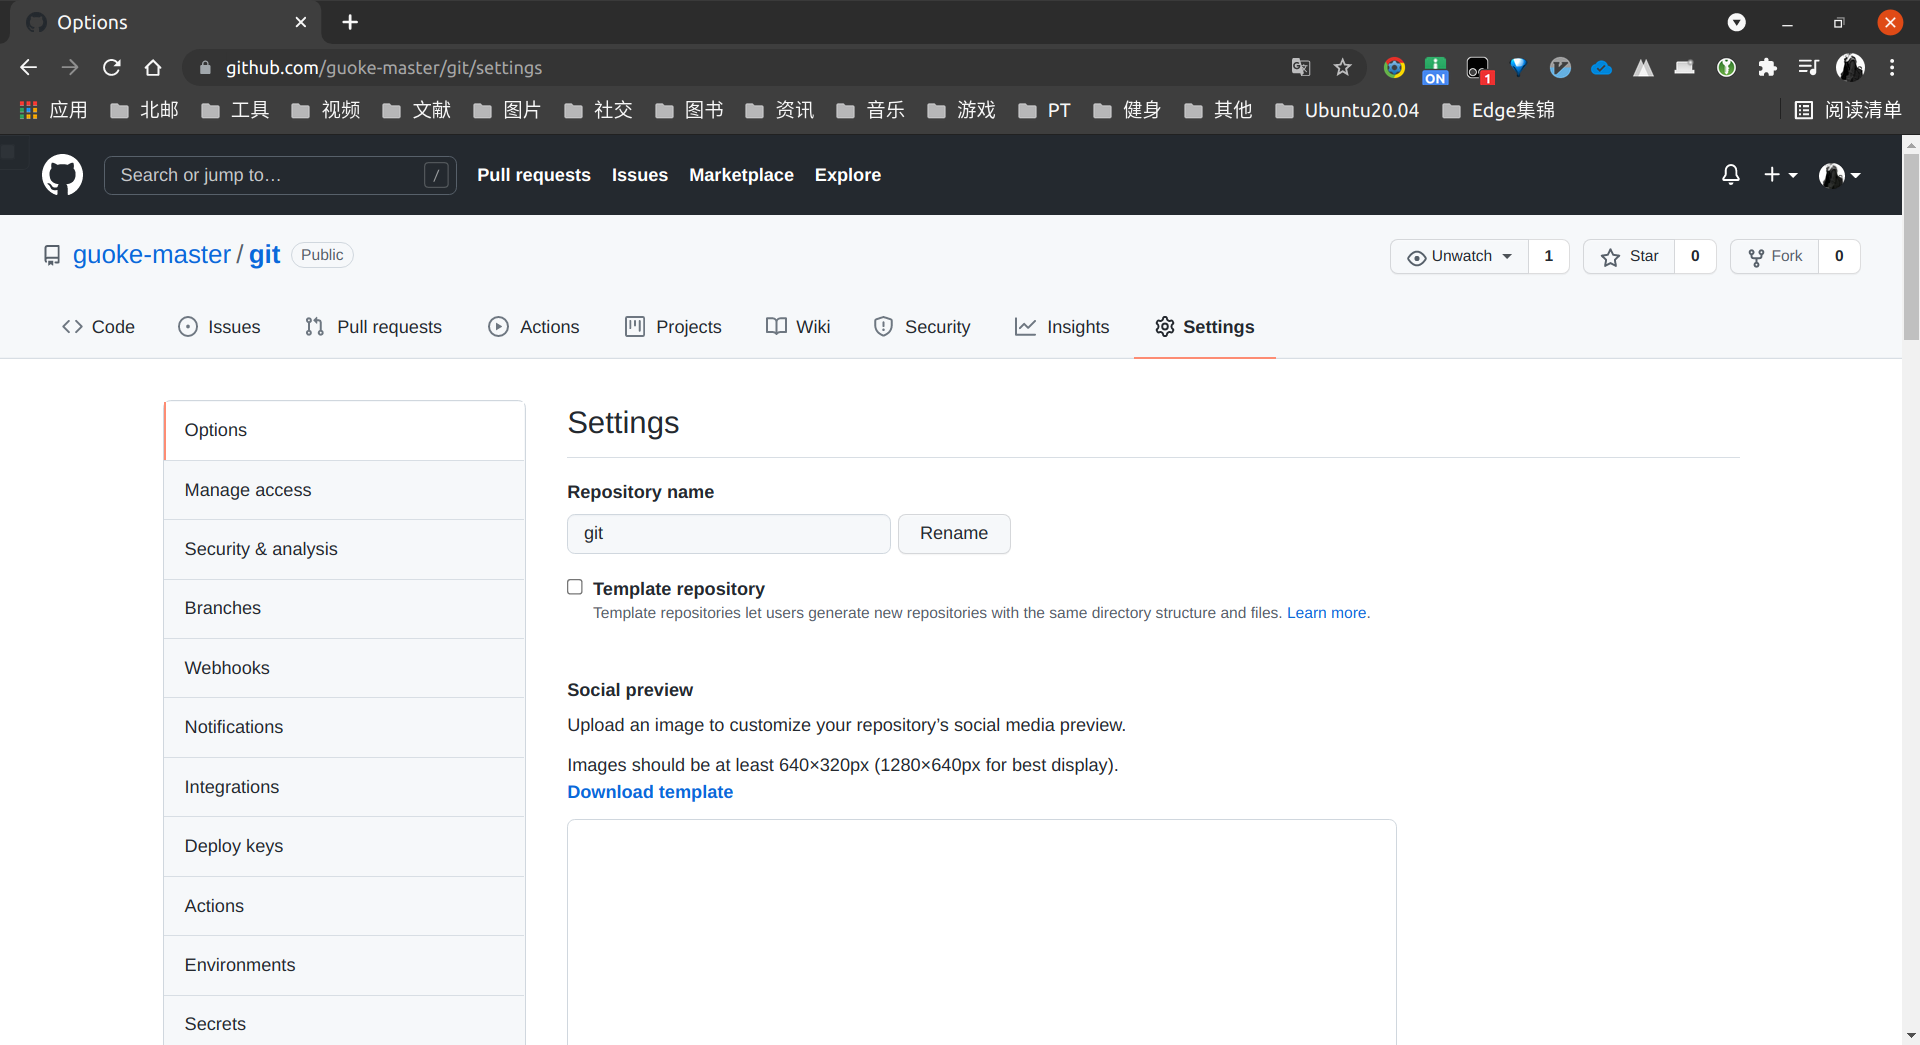 Options
github.com/guoke-master/git/settings
ON
1
应用 北邮 工具 视频 文献 图片 社交 图书 资讯 音乐 游戏 PT 健身 其他 Ubuntu20.04 Edge集锦 阅读清单
Search or jump to… / Pull requests Issues Marketplace Explore
guoke-master / git Public Unwatch 1 Star 0 Fork 0
Code Issues Pull requests Actions Projects Wiki Security Insights Settings
Options
Manage access
Security & analysis
Branches
Webhooks
Notifications
Integrations
Deploy keys
Actions
Environments
Secrets
Settings
Repository name
git Rename
Template repository
Template repositories let users generate new repositories with the same directory structure and files. Learn more.
Social preview
Upload an image to customize your repository’s social media preview.
Images should be at least 640×320px (1280×640px for best display).
Download template